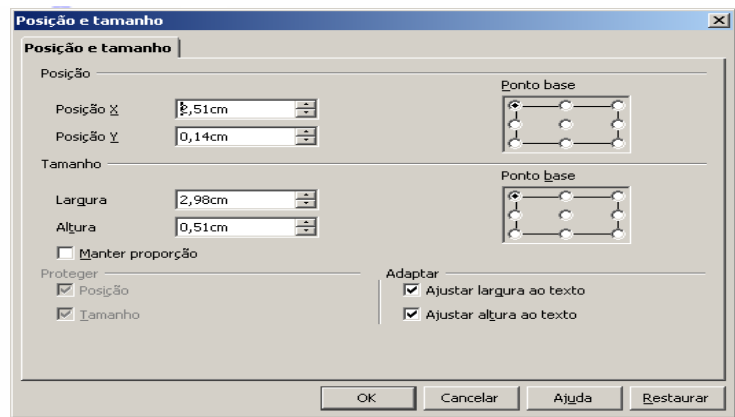 Posição e tamanho
Posição e tamanho
Posição
Ponto base
Posição X
,51cm
Posição Y
0,14cm
Tamanho
Ponto base
Largura
2,98cm
Altura
0,51cm
Manter proporção
Proteger
Adaptar
Posição
Ajustar largura ao texto
Tamanho
Ajustar altura ao texto
OK
Cancelar
Ajuda
Restaurar